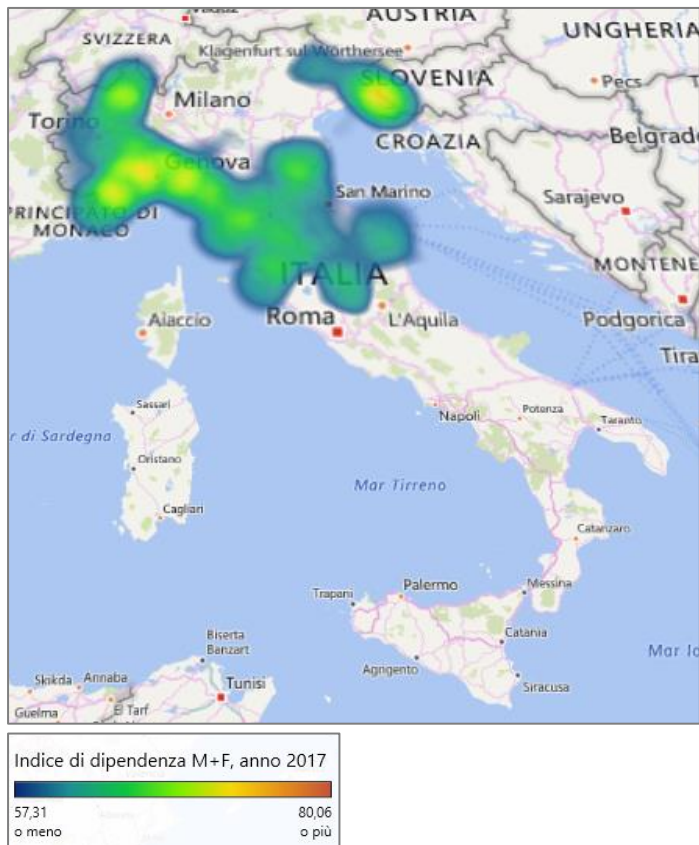 Vaduz
AUSTRIA
SVIZZERA
UNGHERIA
Klagenfurt sul Wörthersee
SLOVENIA
Pecs
Milano
Torino
Belgrado
CROAZIA
Genova
San Marino
Sarajevo
PRINCIPATO DI
MONACO
MONTENE
ITALIA
Aiaccio
Roma
L'Aquila
Podgorica
Tira
Sassari
Napoli
Potenza
Taranto
r di Sardegna
Oristano
Mar Tirreno
Cagliari
Catanzaro
Trapani
Palermo
Messina
Biserta
Banzart
Catania
Mar Io
Agrigento
Skikda
Annaba
Tunisi
Siracusa
Guelma
El Tarf
Indice di dipendenza M+F, anno 2017
57,31
80,06
o meno
o più